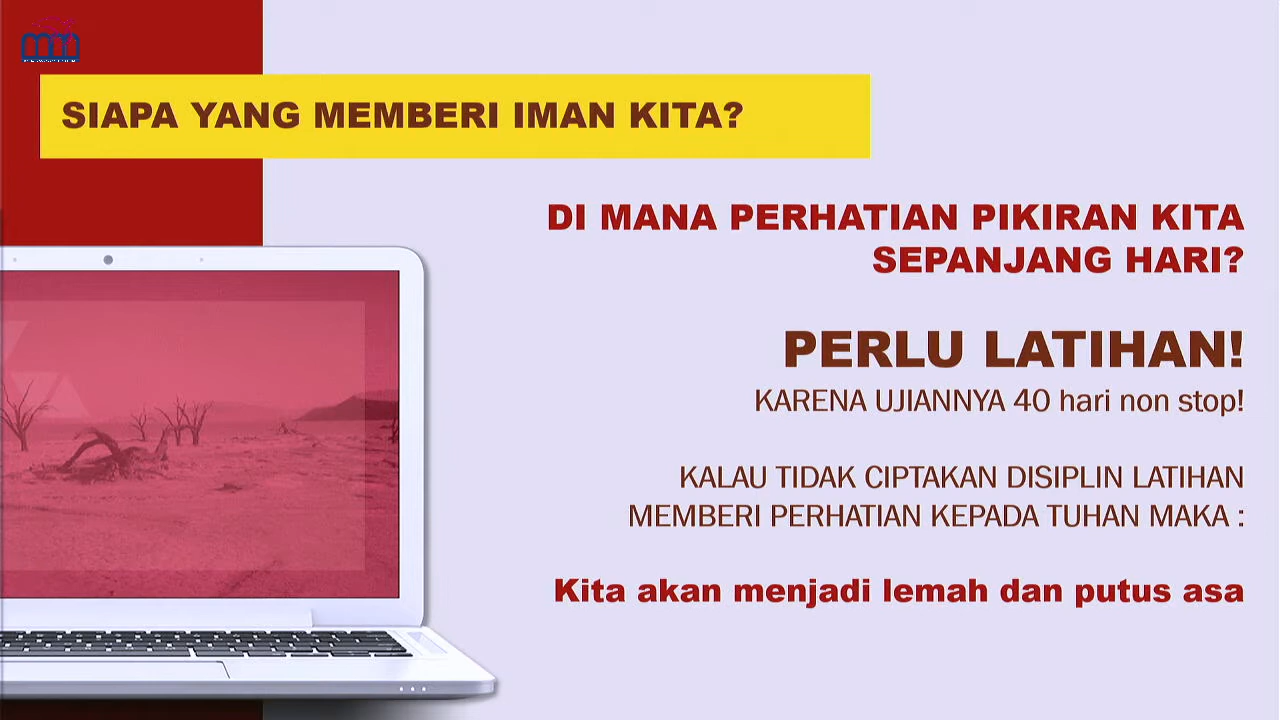 SIAPA YANG MEMBERI IMAN KITA?
DI MANA PERHATIAN PIKIRAN KITA
SEPANJANG HARI?
PERLU LATIHAN!
KARENA UJIANNYA 40 hari non stop!
KALAU TIDAK CIPTAKAN DISIPLIN LATIHAN
MEMBERI PERHATIAN KEPADA TUHAN MAKA :
Kita akan menjadi lemah dan putus asa